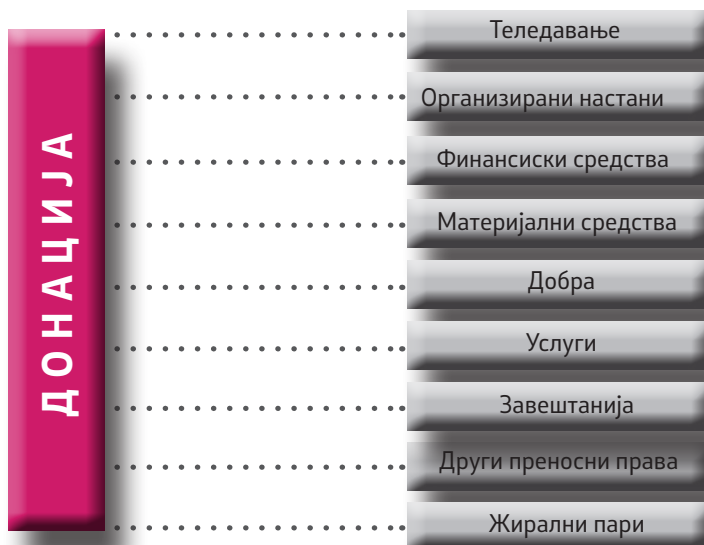 ДОНАЦИЈА
Теледавање
Организирани настани
Финансиски средства
Материјални средства
Добра
Услуги
Завештанија
Други преносни права
Жирални пари